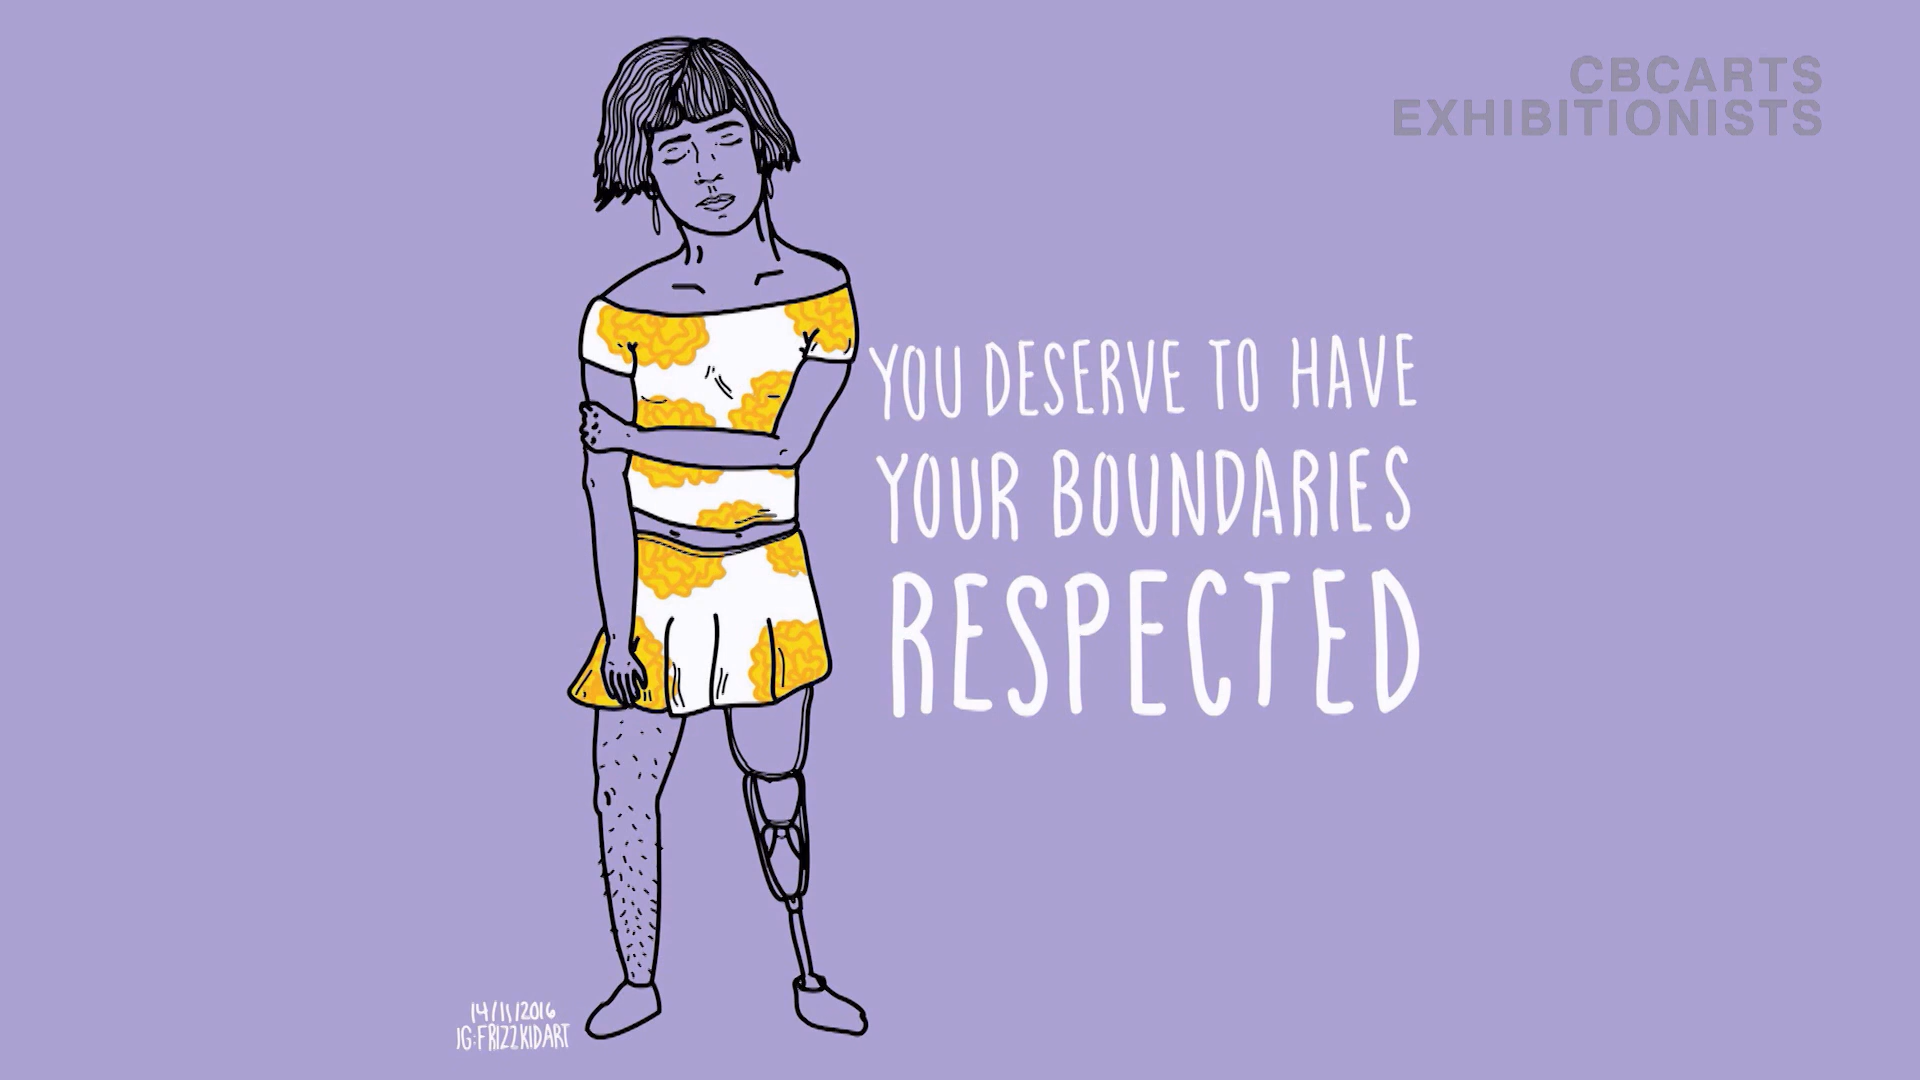 CBCARTS
EXHIBITIONISTS
YOU DESERVE TO HAVE
YOUR BOUNDARIES
RESPECTED
14/11/2016
IG:FRIZZKIDART